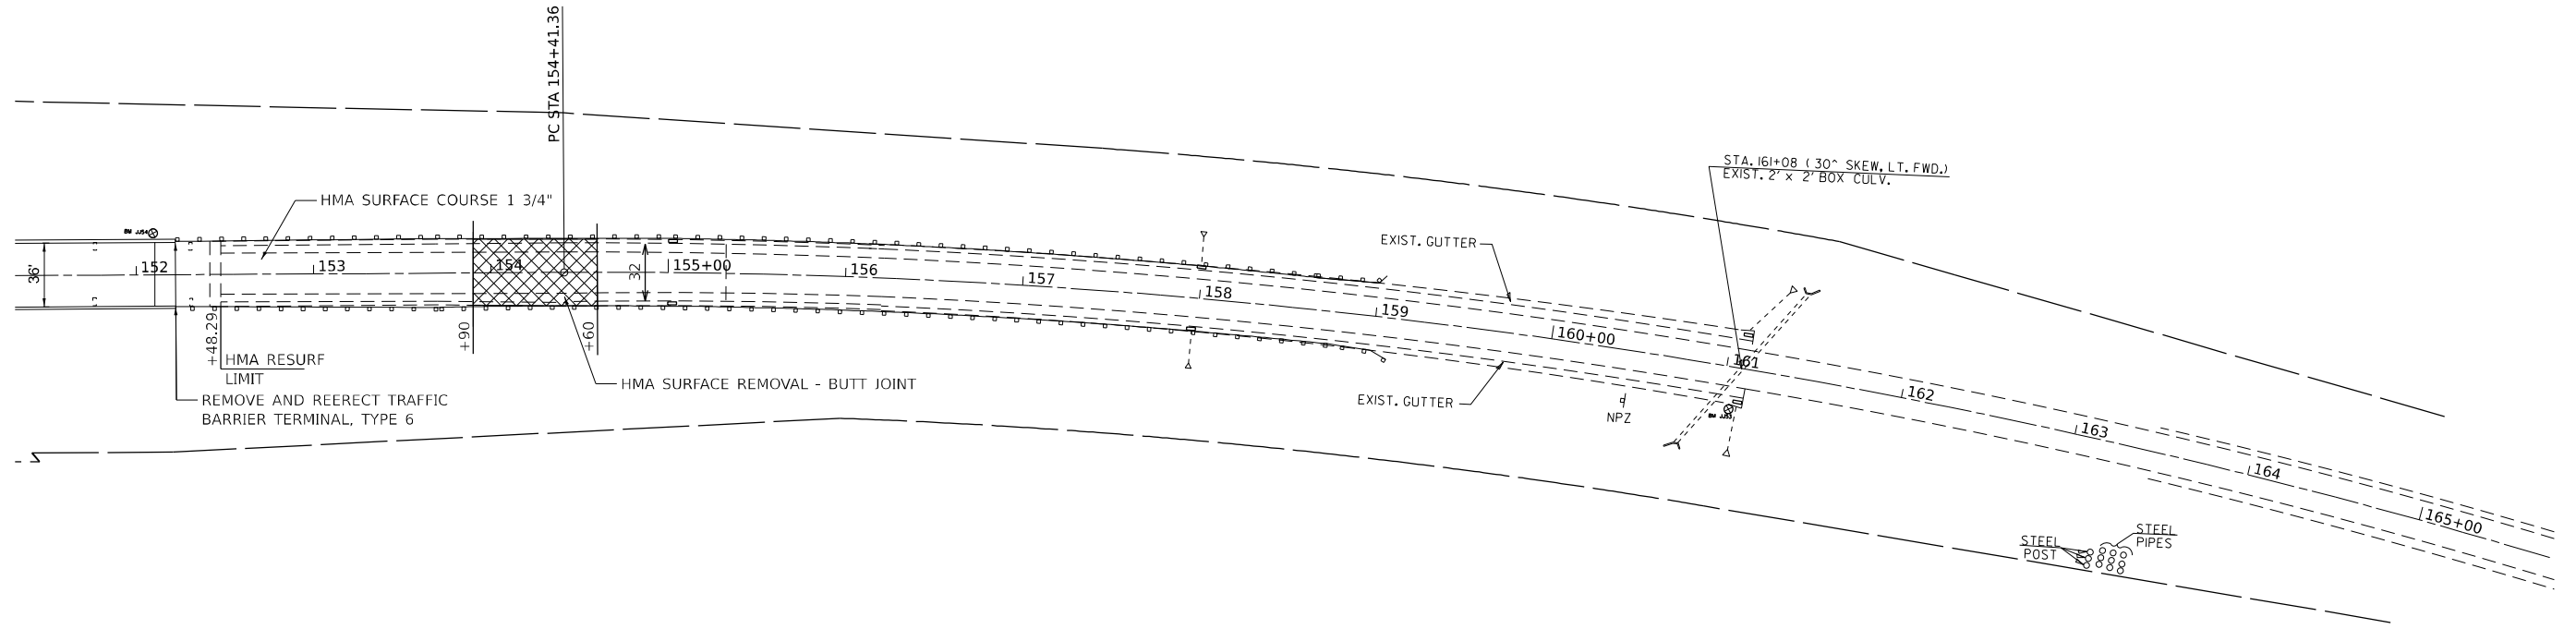 PC STA 154+41.36
STA. 161+08 (30^ SKEW, LT. FWD.)
EXIST. 2' x 2' BOX CULV.
HMA SURFACE COURSE 1 3/4"
BM JJ54
EXIST. GUTTER
36'
152
153
154
32
155+00
156
157
158
159
160+00
161
162
163
164
165+00
+48.29
+90
+60
HMA RESURF
LIMIT
HMA SURFACE REMOVAL - BUTT JOINT
REMOVE AND REERECT TRAFFIC
BARRIER TERMINAL, TYPE 6
EXIST. GUTTER
NPZ
STEEL
POST
STEEL
PIPES